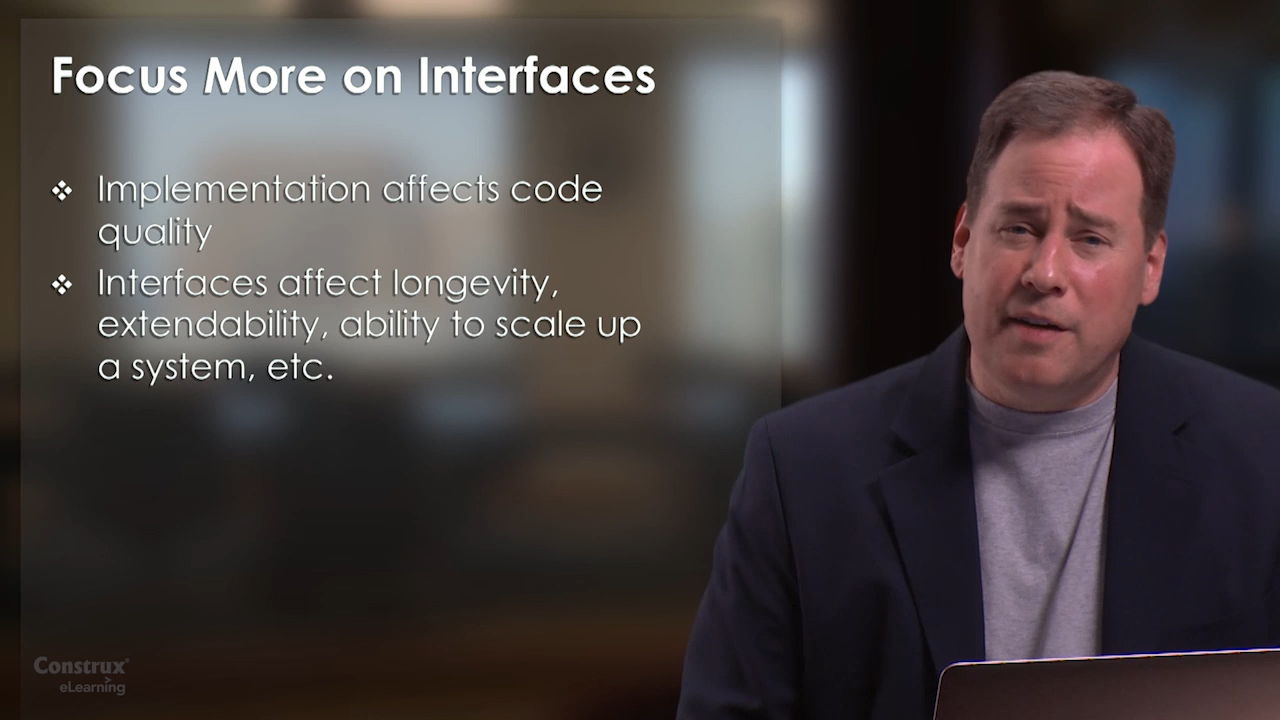 Focus More on Interfaces
❖ Implementation affects code
quality
❖ Interfaces affect longevity,
extendability, ability to scale up
a system, etc.
Construx®
eLearning